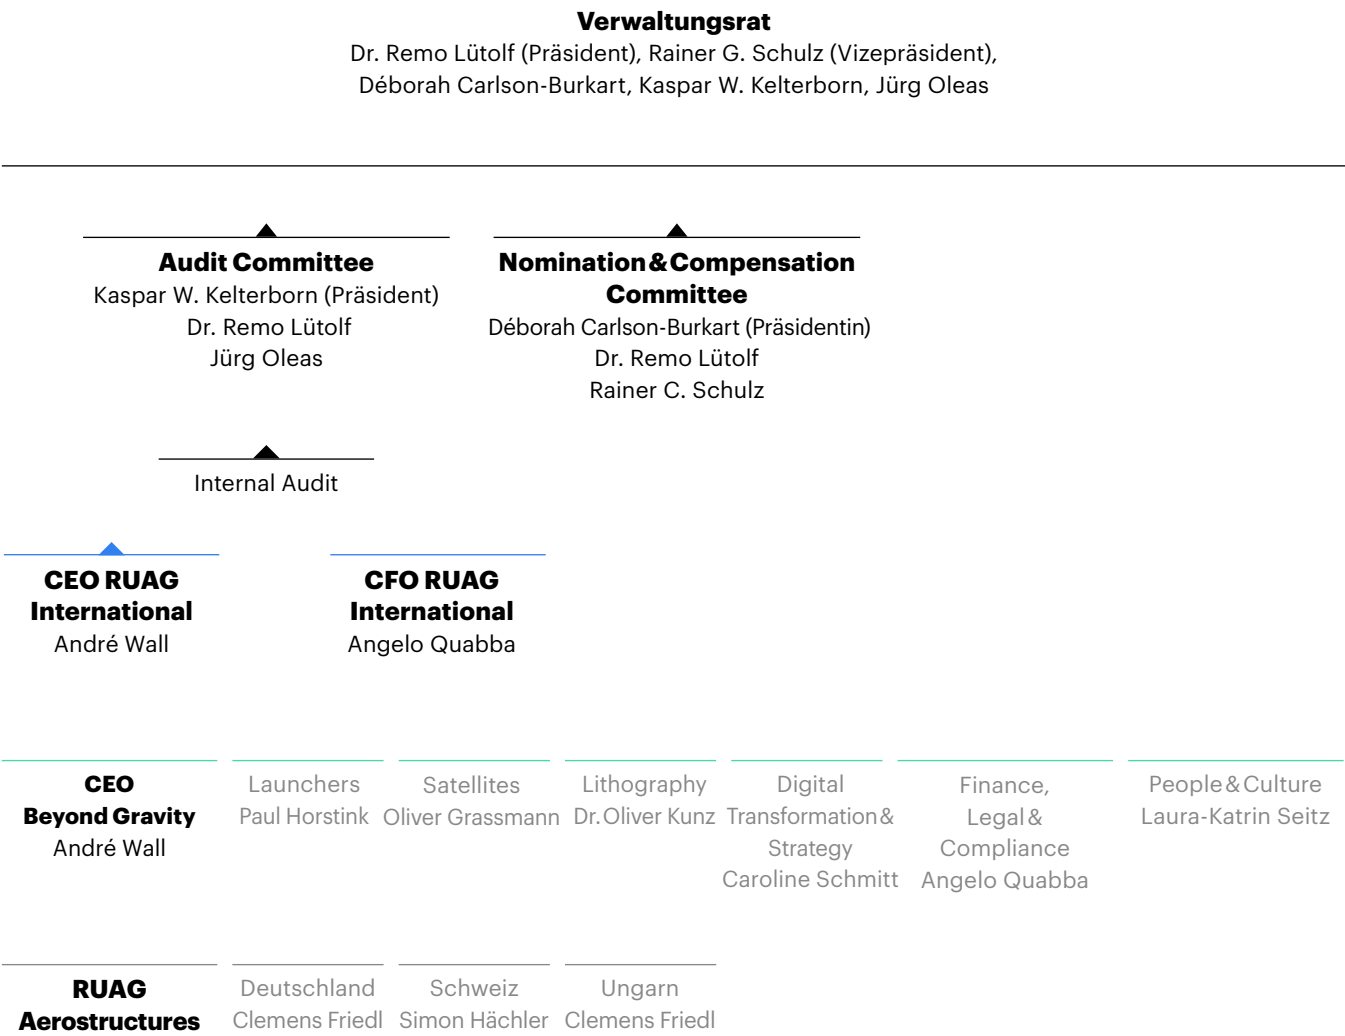 Verwaltungsrat
Dr. Remo Lütolf (Präsident), Rainer G. Schulz (Vizepräsident),
Déborah Carlson-Burkart, Kaspar W. Kelterborn, Jürg Oleas
Audit Committee
Kaspar W. Kelterborn (Präsident)
Dr. Remo Lütolf
Jürg Oleas
Nomination & Compensation
Committee
Déborah Carlson-Burkart (Präsidentin)
Dr. Remo Lütolf
Rainer C. Schulz
Internal Audit
CEO RUAG
International
André Wall
CFO RUAG
International
Angelo Quabba
CEO
Beyond Gravity
André Wall
Launchers
Paul Horstink
Satellites
Oliver Grassmann
Lithography
Dr. Oliver Kunz
Digital
Transformation &
Strategy
Caroline Schmitt
Finance,
Legal &
Compliance
Angelo Quabba
People & Culture
Laura-Katrin Seitz
RUAG
Aerostructures
Deutschland
Clemens Friedl
Schweiz
Simon Hächler
Ungarn
Clemens Friedl